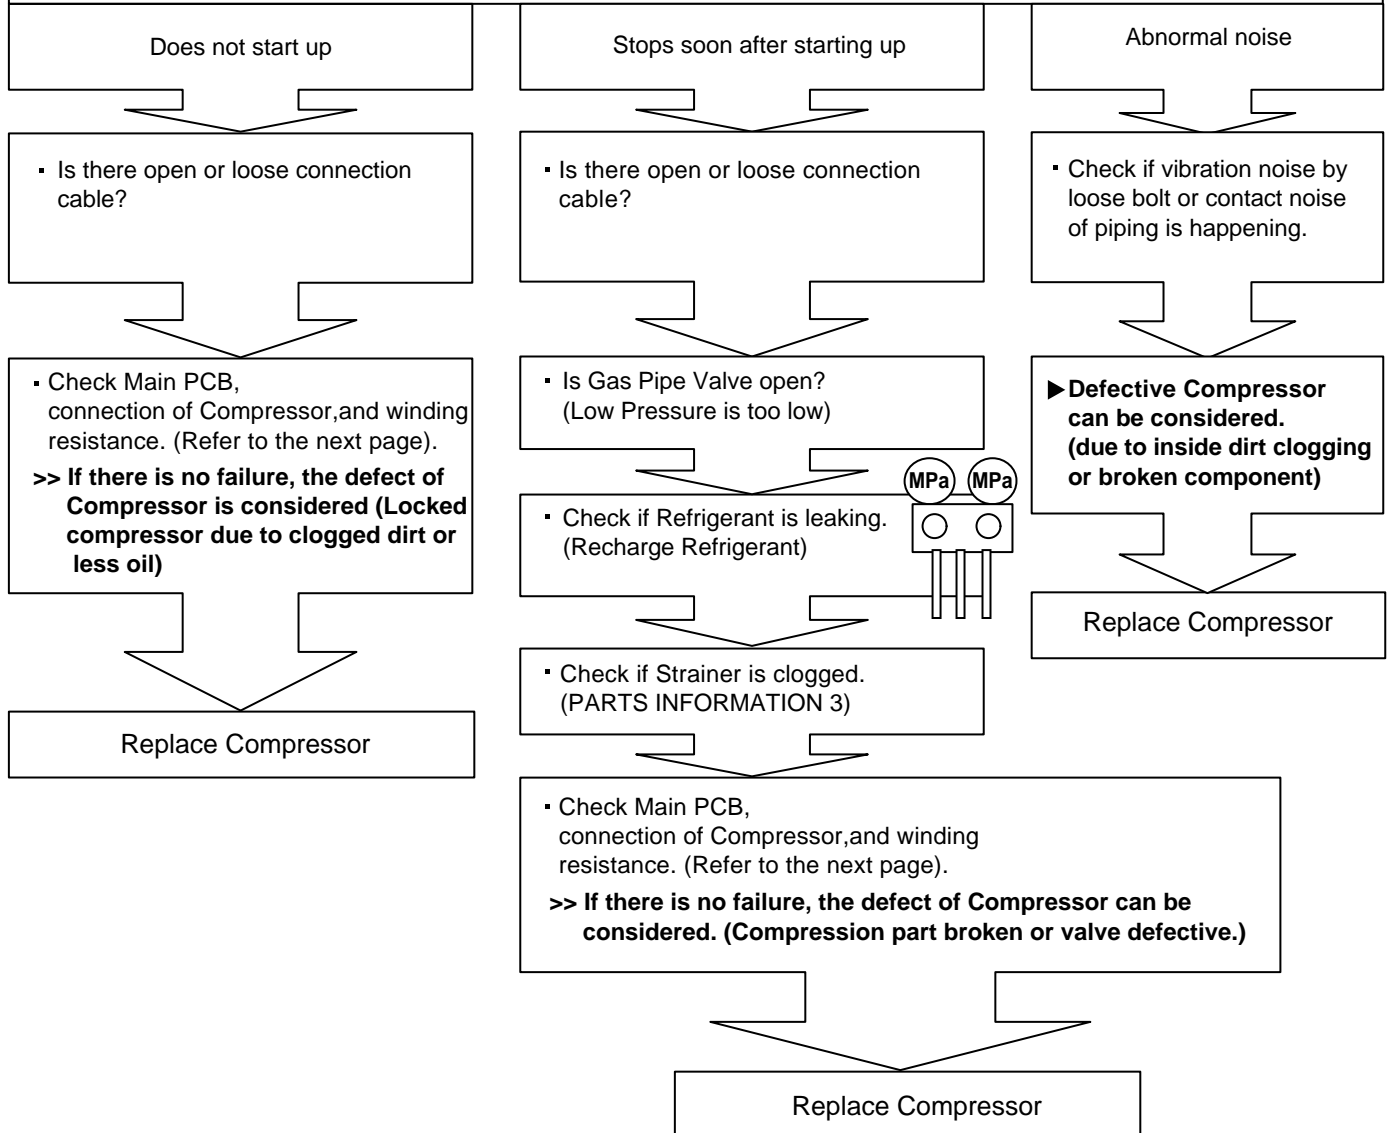 Does not start up
▪ Is there open or loose connection
cable?
▪ Check Main PCB,
connection of Compressor,and winding
resistance. (Refer to the next page).
>> If there is no failure, the defect of
Compressor is considered (Locked
compressor due to clogged dirt or
less oil)
Replace Compressor
Stops soon after starting up
▪ Is there open or loose connection
cable?
▪ Is Gas Pipe Valve open?
(Low Pressure is too low)
▪ Check if Refrigerant is leaking.
(Recharge Refrigerant)
MPa MPa
▪ Check if Strainer is clogged.
(PARTS INFORMATION 3)
▪ Check Main PCB,
connection of Compressor,and winding
resistance. (Refer to the next page).
>> If there is no failure, the defect of Compressor can be
considered. (Compression part broken or valve defective.)
Replace Compressor
Abnormal noise
▪ Check if vibration noise by
loose bolt or contact noise
of piping is happening.
▶Defective Compressor
can be considered.
(due to inside dirt clogging
or broken component)
Replace Compressor